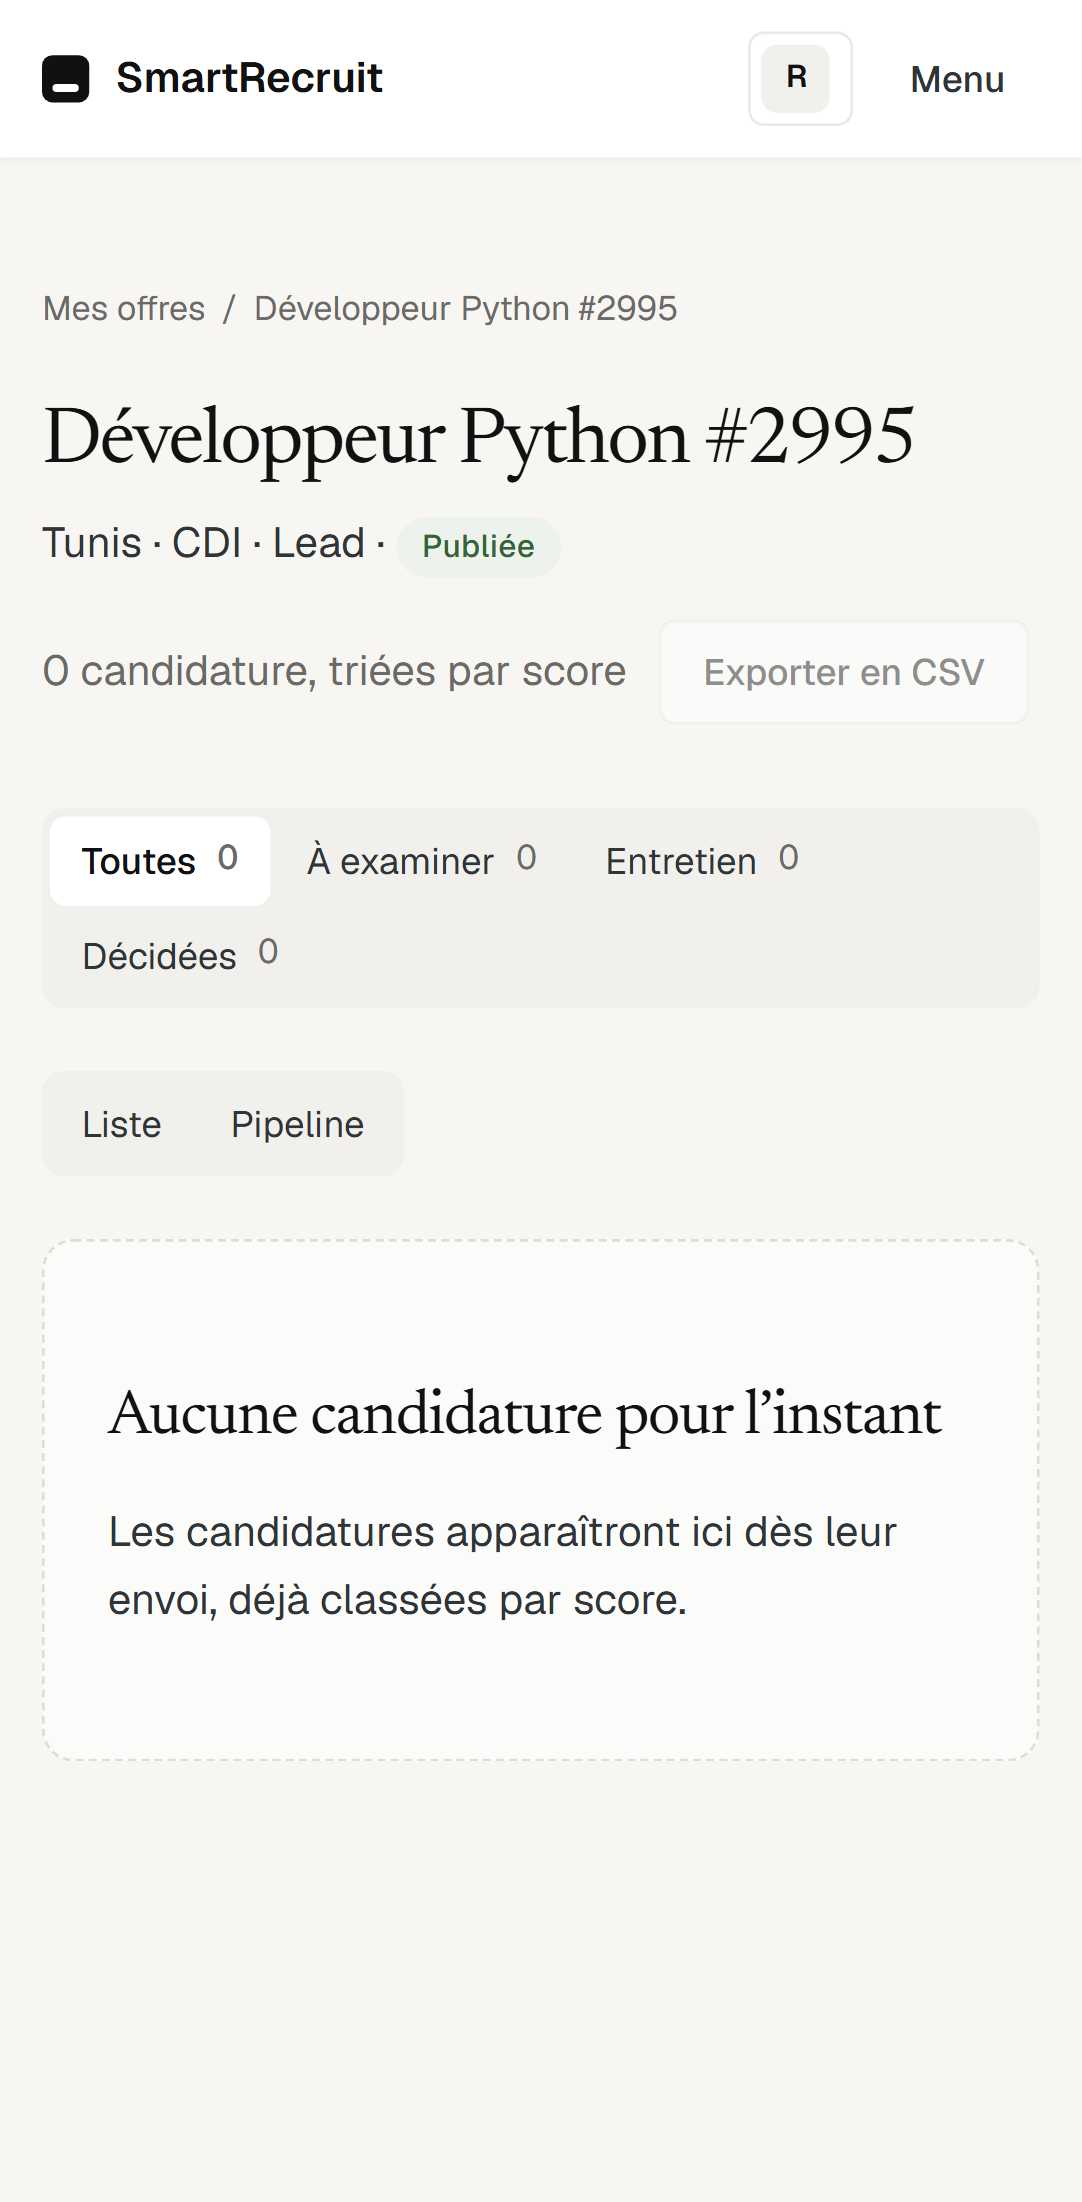 SmartRecruit
R
Menu
Mes offres / Développeur Python #2995
Développeur Python #2995
Tunis · CDI · Lead · Publiée
0 candidature, triées par score
Exporter en CSV
Toutes 0
À examiner 0
Entretien 0
Décidées 0
Liste
Pipeline
Aucune candidature pour l’instant
Les candidatures apparaîtront ici dès leur
envoi, déjà classées par score.